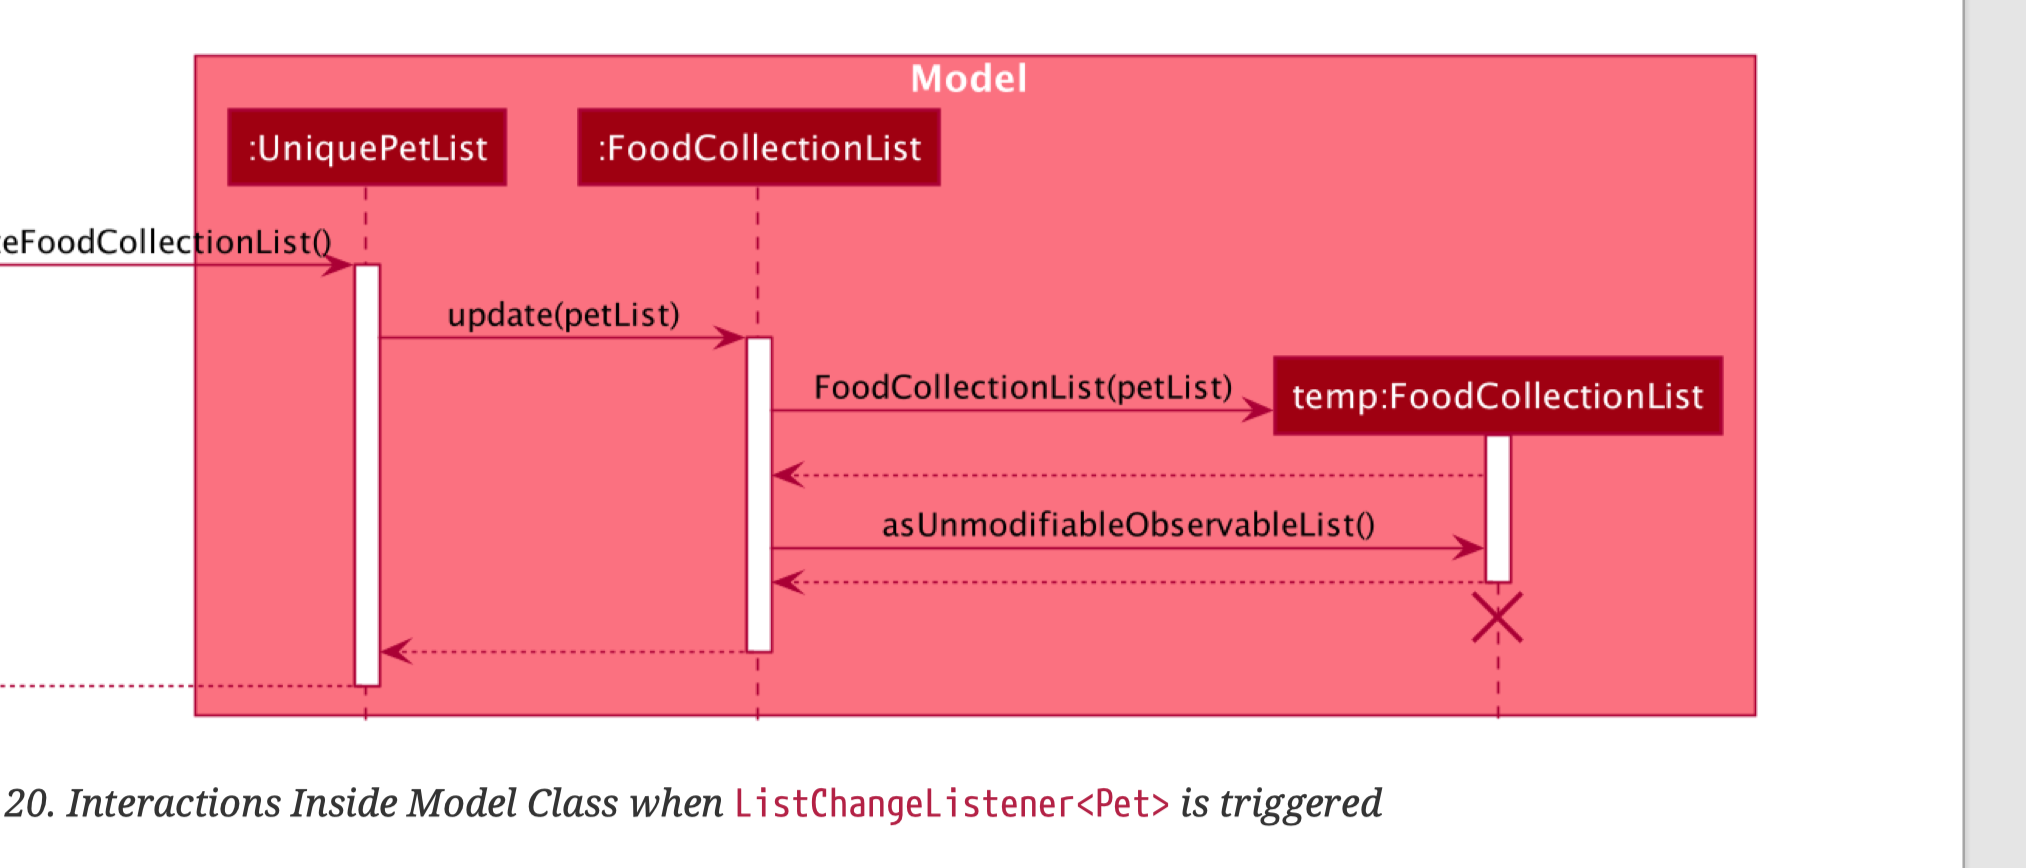 Model
:UniquePetList :FoodCollectionList
eFoodCollectionList()
update(petList)
FoodCollectionList(petList) temp:FoodCollectionList
asUnmodifiableObservableList()
20. Interactions Inside Model Class when ListChangeListener<Pet> is triggered